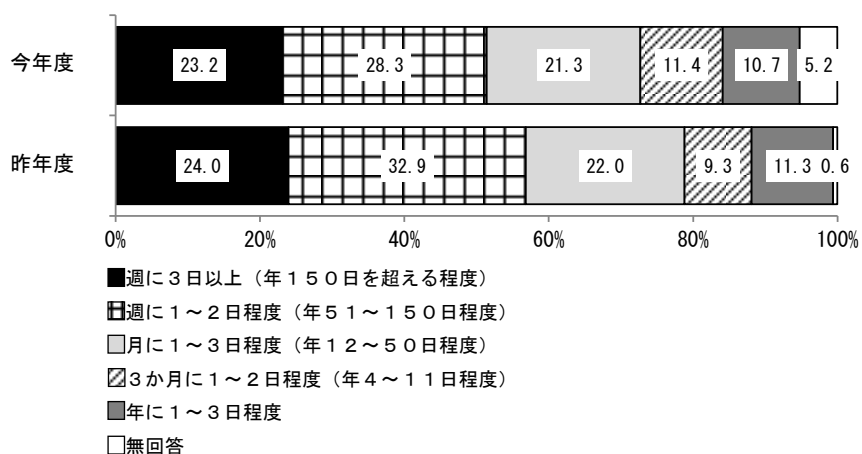 今年度 23.2 28.3 21.3 11.4 10.7 5.2
昨年度 24.0 32.9 22.0 9.3 11.3 0.6
0% 20% 40% 60% 80% 100%
週に３日以上（年１５０日を超える程度）
週に１～２日程度（年５１～１５０日程度）
月に１～３日程度（年１２～５０日程度）
３か月に１～２日程度（年４～１１日程度）
年に１～３日程度
無回答